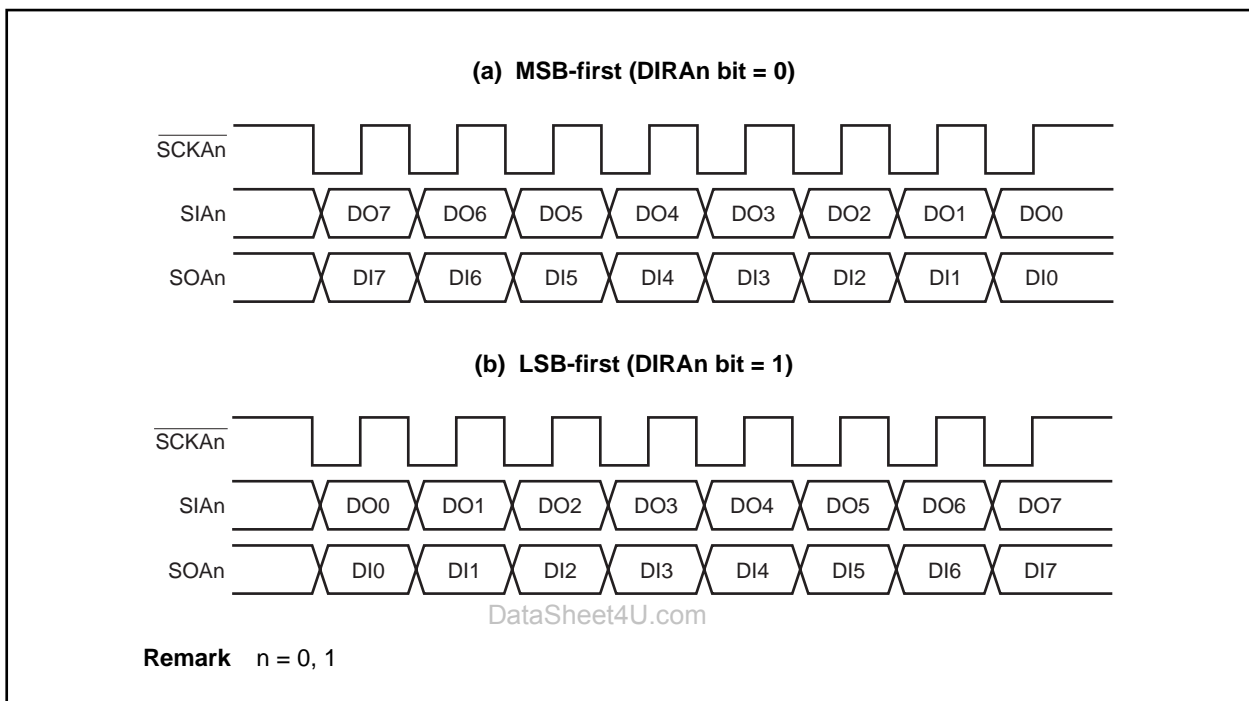 (a) MSB-first (DIRAn bit = 0)
SCKAn
SIAn DO7 DO6 DO5 DO4 DO3 DO2 DO1 DO0
SOAn DI7 DI6 DI5 DI4 DI3 DI2 DI1 DI0
(b) LSB-first (DIRAn bit = 1)
SCKAn
SIAn DO0 DO1 DO2 DO3 DO4 DO5 DO6 DO7
SOAn DI0 DI1 DI2 DI3 DI4 DI5 DI6 DI7
DataSheet4U.com
Remark n = 0, 1